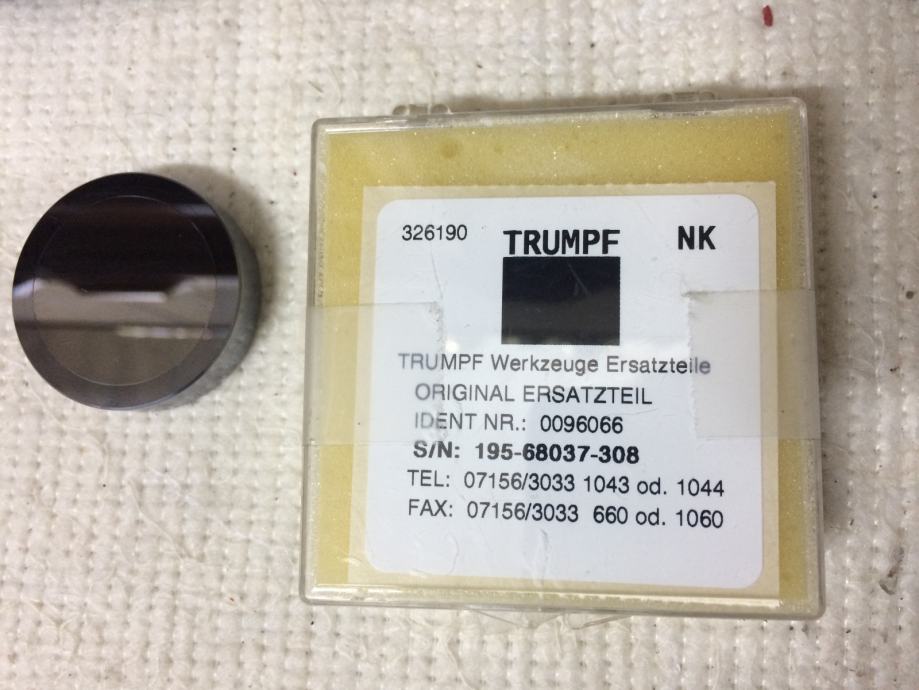 326190
TRUMPF
NK
TRUMPF Werkzeuge Ersatzteile
ORIGINAL ERSATZTEIL
IDENT NR.: 0096066
S/N: 195-68037-308
TEL: 07156/3033 1043 od. 1044
FAX: 07156/3033 660 od. 1060